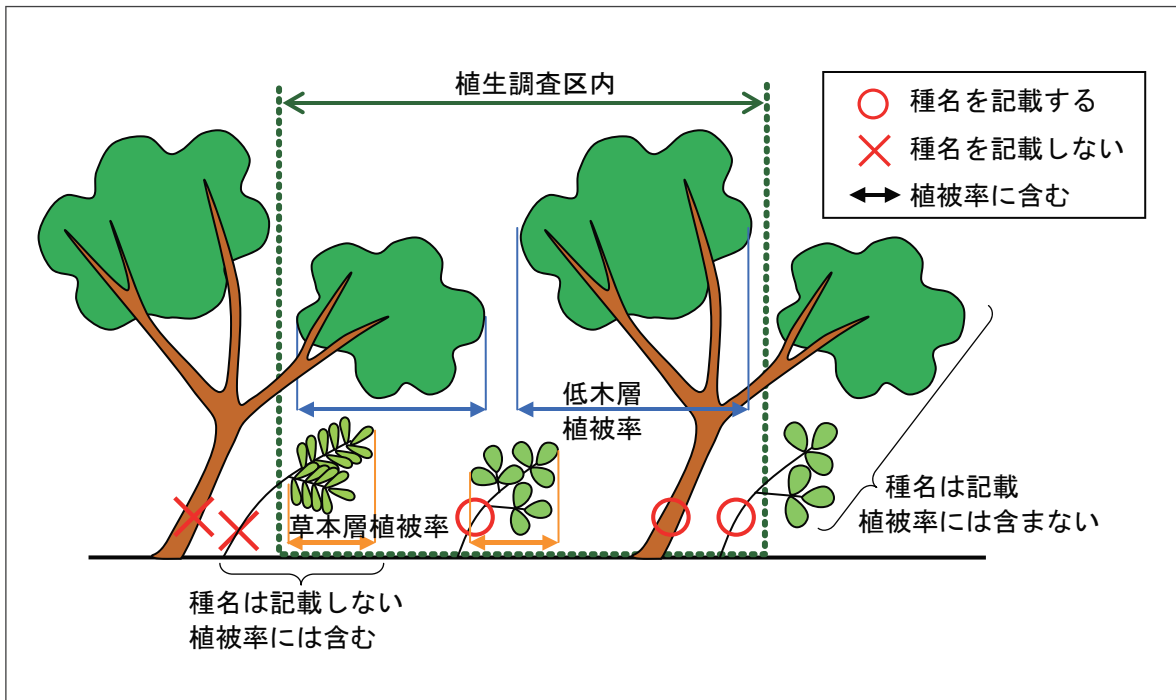 植生調査区内
種名を記載する
種名を記載しない
植被率に含む
低木層
植被率
草本層植被率
種名は記載
植被率には含まない
種名は記載しない
植被率には含む